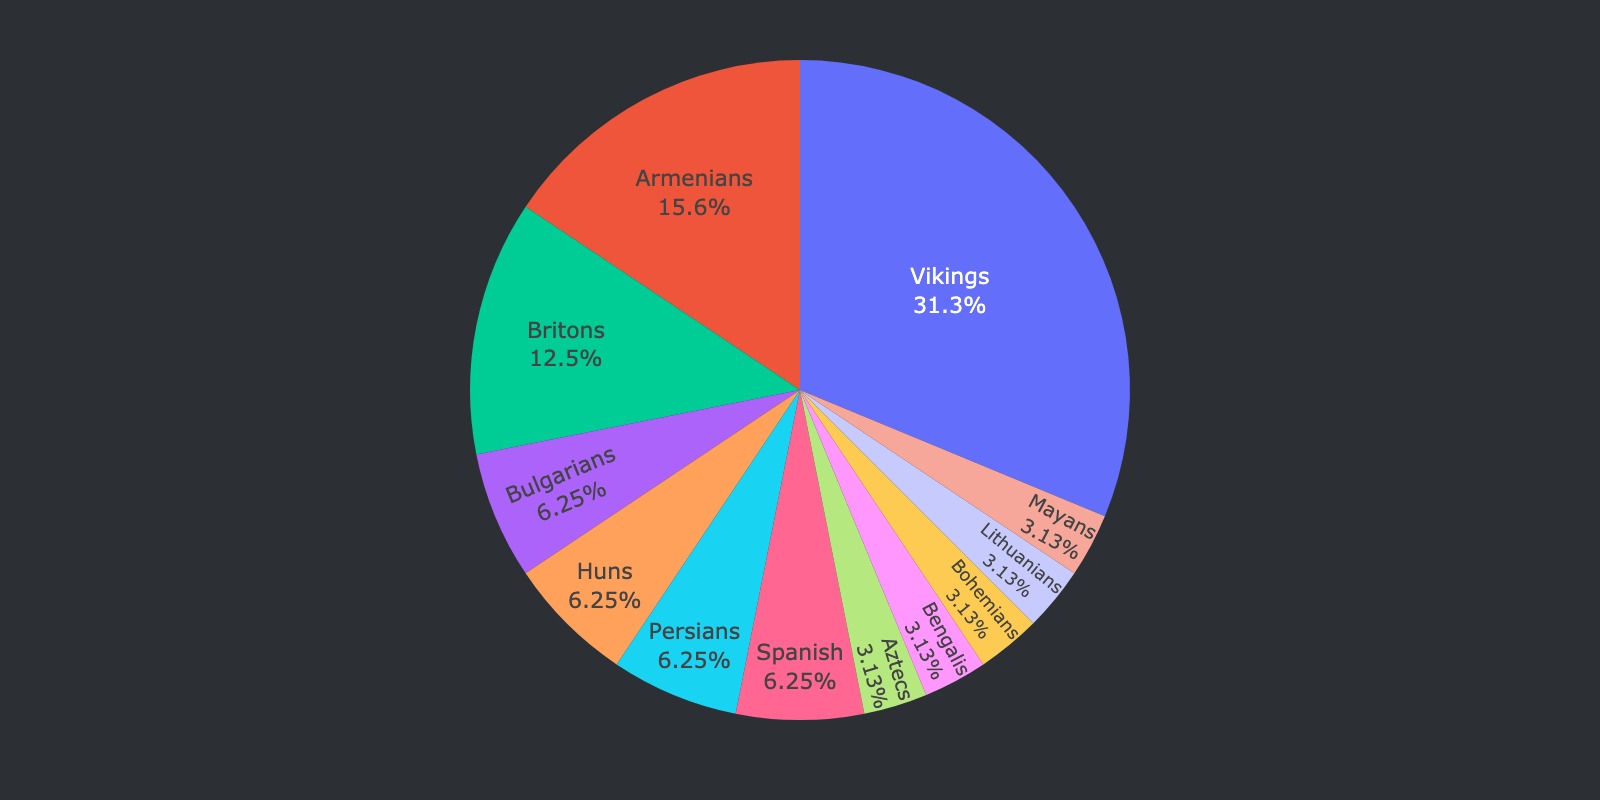 Armenians
15.6%
Vikings
31.3%
Britons
12.5%
Bulgarians
6.25%
Huns
6.25%
Persians
6.25%
Spanish
6.25%
Aztecs
3.13%
Bengalis
3.13%
Bohemians
3.13%
Lithuanians
3.13%
Mayans
3.13%